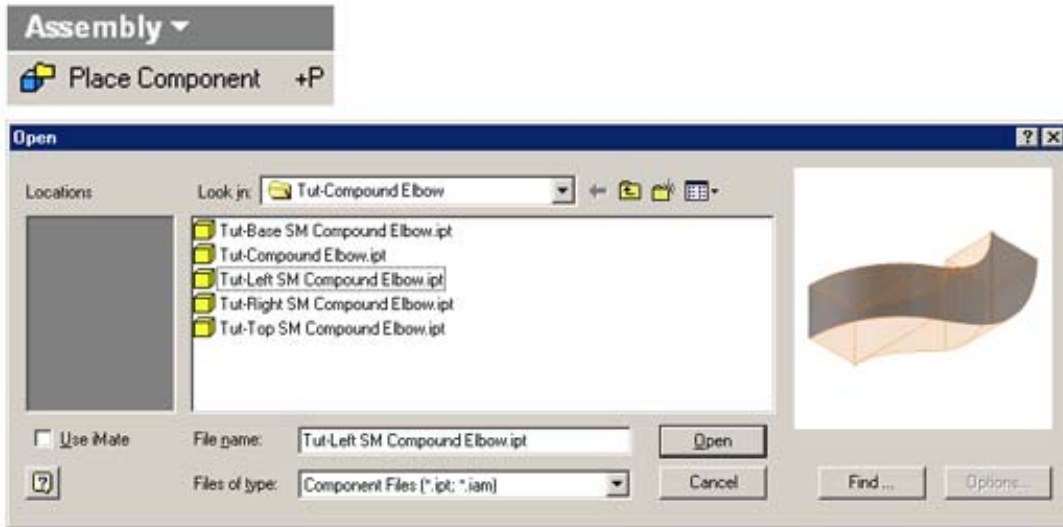 Assembly
Place Component +P
Open
Locations
Look in: Tut-Compound Elbow
Tut-Base SM Compound Elbow.ipt
Tut-Compound Elbow.ipt
Tut-Left SM Compound Elbow.ipt
Tut-Right SM Compound Elbow.ipt
Tut-Top SM Compound Elbow.ipt
Use iMate
File name: Tut-Left SM Compound Elbow.ipt Open
Files of type: Component Files (*.ipt; *.iam) Cancel Find ... Options...